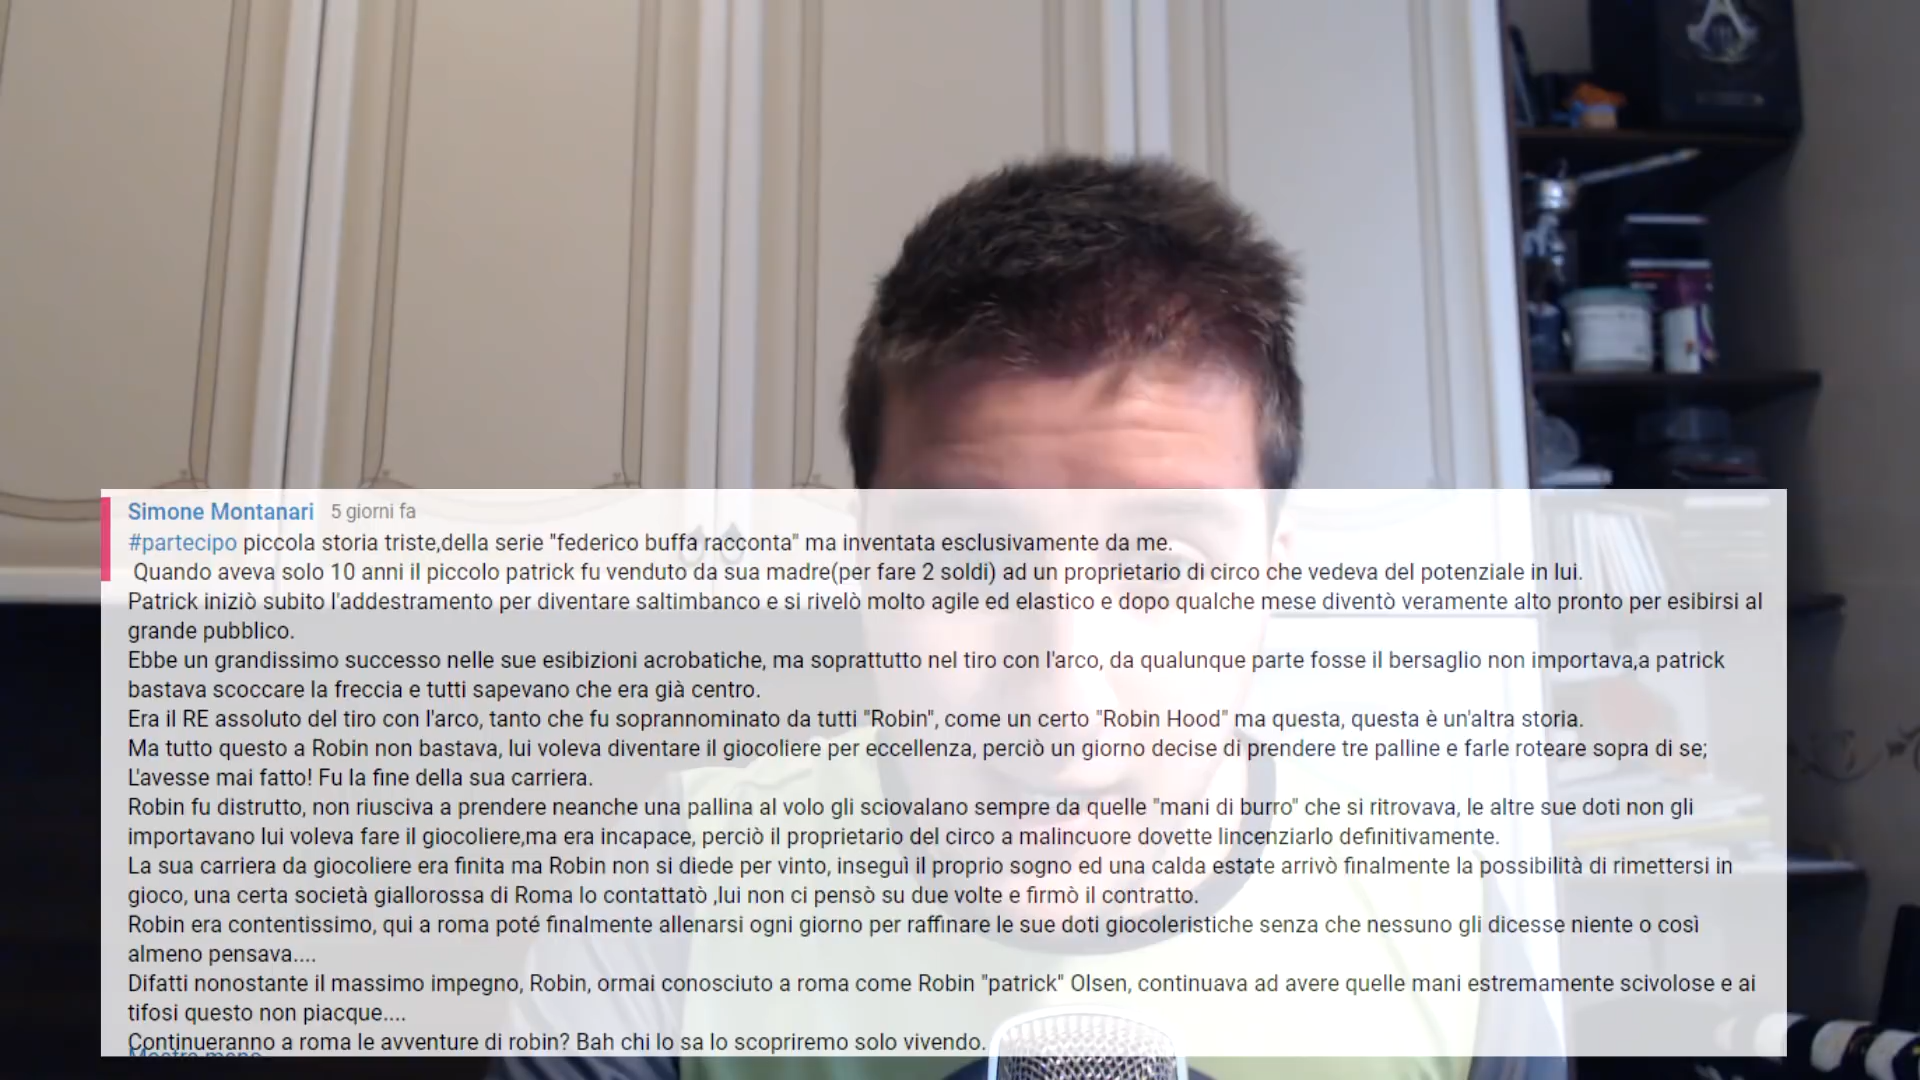 Simone Montanari 5 giorni fa
#partecipo piccola storia triste,della serie "federico buffa racconta" ma inventata esclusivamente da me.
Quando aveva solo 10 anni il piccolo patrick fu venduto da sua madre(per fare 2 soldi) ad un proprietario di circo che vedeva del potenziale in lui.
Patrick iniziò subito l'addestramento per diventare saltimbanco e si rivelò molto agile ed elastico e dopo qualche mese diventò veramente alto pronto per esibirsi al
grande pubblico.
Ebbe un grandissimo successo nelle sue esibizioni acrobatiche, ma soprattutto nel tiro con l'arco, da qualunque parte fosse il bersaglio non importava,a patrick
bastava scoccare la freccia e tutti sapevano che era già centro.
Era il RE assoluto del tiro con l'arco, tanto che fu soprannominato da tutti "Robin", come un certo "Robin Hood" ma questa, questa è un'altra storia.
Ma tutto questo a Robin non bastava, lui voleva diventare il giocoliere per eccellenza, perciò un giorno decise di prendere tre palline e farle roteare sopra di se;
L'avesse mai fatto! Fu la fine della sua carriera.
Robin fu distrutto, non riusciva a prendere neanche una pallina al volo gli sciovalano sempre da quelle "mani di burro" che si ritrovava, le altre sue doti non gli
importavano lui voleva fare il giocoliere,ma era incapace, perciò il proprietario del circo a malincuore dovette lincenziarlo definitivamente.
La sua carriera da giocoliere era finita ma Robin non si diede per vinto, inseguì il proprio sogno ed una calda estate arrivò finalmente la possibilità di rimettersi in
gioco, una certa società giallorossa di Roma lo contattatò ,lui non ci pensò su due volte e firmò il contratto.
Robin era contentissimo, qui a roma poté finalmente allenarsi ogni giorno per raffinare le sue doti giocoleristiche senza che nessuno gli dicesse niente o così
almeno pensava....
Difatti nonostante il massimo impegno, Robin, ormai conosciuto a roma come Robin "patrick" Olsen, continuava ad avere quelle mani estremamente scivolose e ai
tifosi questo non piacque....
Continueranno a roma le avventure di robin? Bah chi lo sa lo scopriremo solo vivendo.
Mostra meno